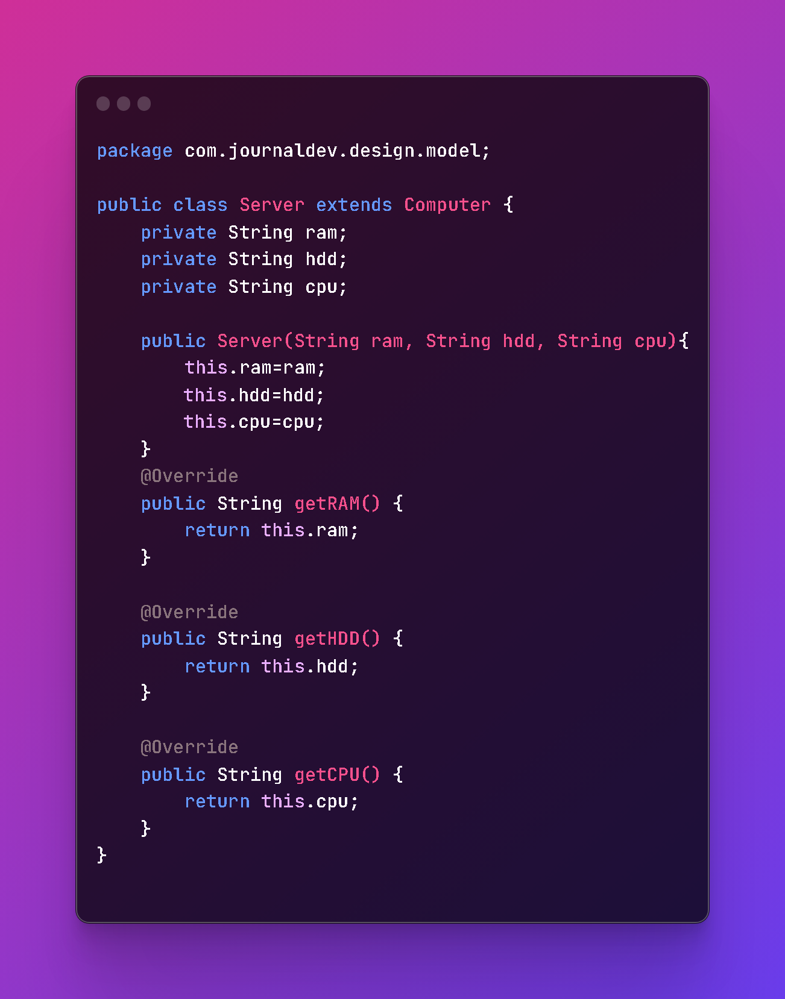 package com.journaldev.design.model;

public class Server extends Computer {
    private String ram;
    private String hdd;
    private String cpu;

    public Server(String ram, String hdd, String cpu){
        this.ram=ram;
        this.hdd=hdd;
        this.cpu=cpu;
    }
    @Override
    public String getRAM() {
        return this.ram;
    }

    @Override
    public String getHDD() {
        return this.hdd;
    }

    @Override
    public String getCPU() {
        return this.cpu;
    }
}